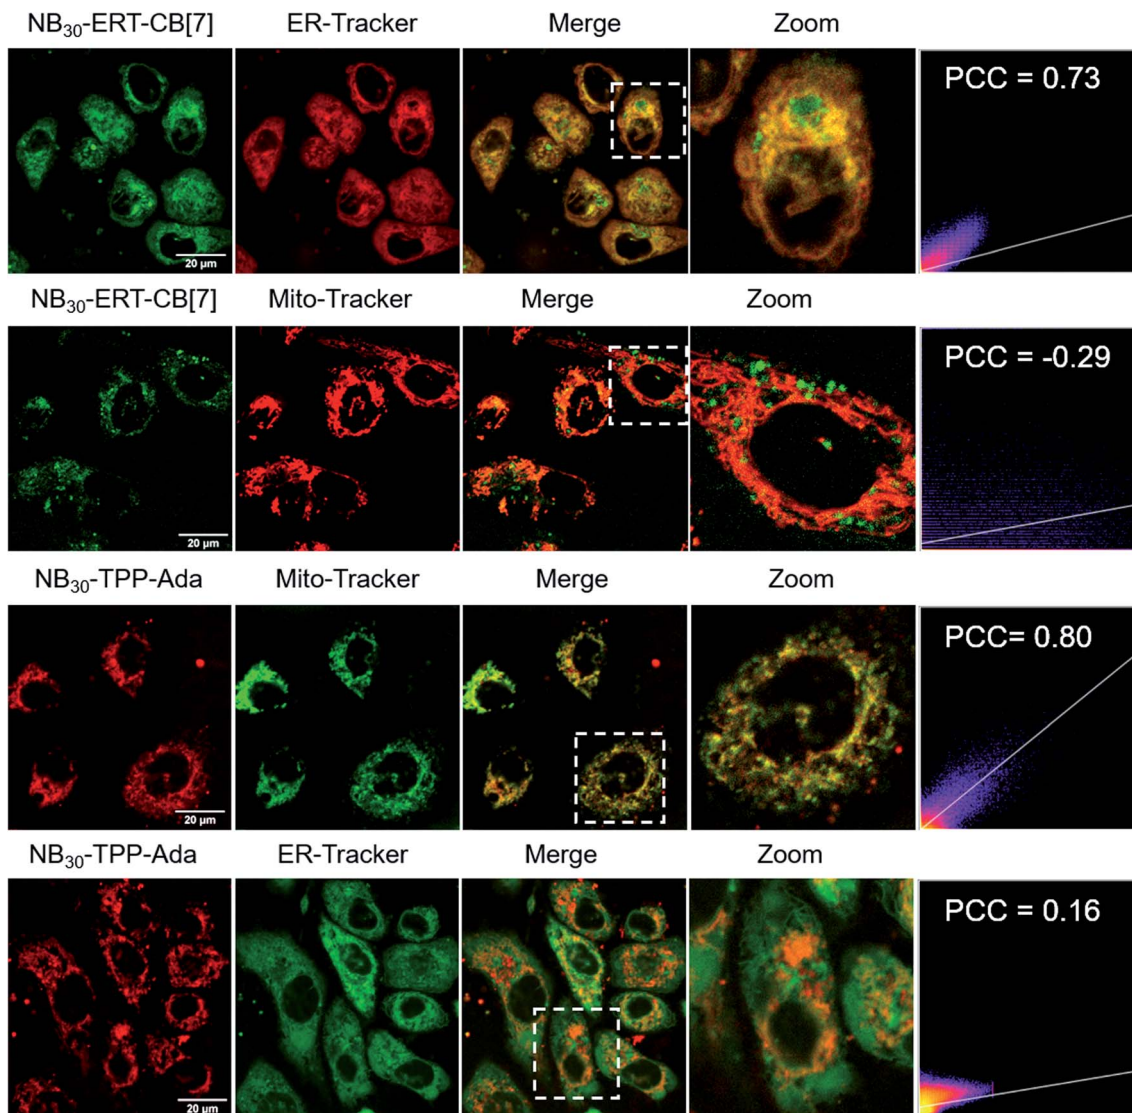 NB₃₀-ERT-CB[7] ER-Tracker Merge Zoom
PCC = 0.73
20 µm
NB₃₀-ERT-CB[7] Mito-Tracker Merge Zoom
PCC = -0.29
20 µm
NB₃₀-TPP-Ada Mito-Tracker Merge Zoom
PCC= 0.80
20 µm
NB₃₀-TPP-Ada ER-Tracker Merge Zoom
PCC = 0.16
20 µm